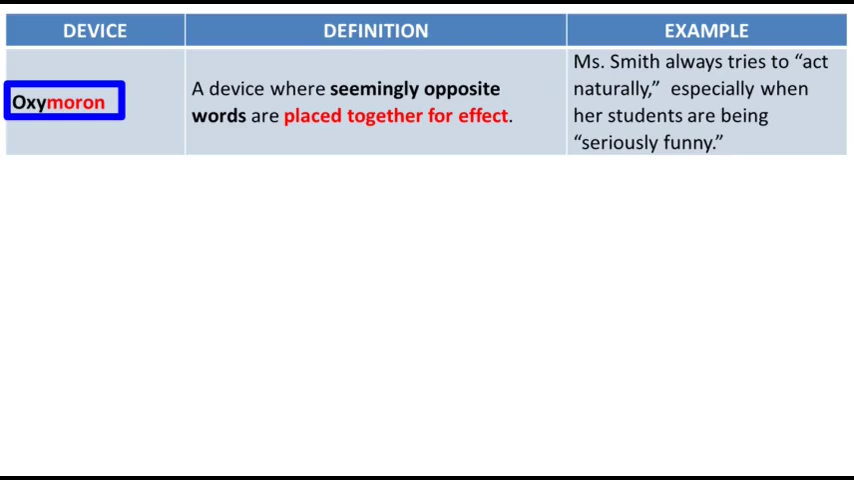 DEVICE DEFINITION EXAMPLE
Oxymoron
A device where seemingly opposite
words are placed together for effect.
Ms. Smith always tries to “act
naturally,” especially when
her students are being
“seriously funny.”